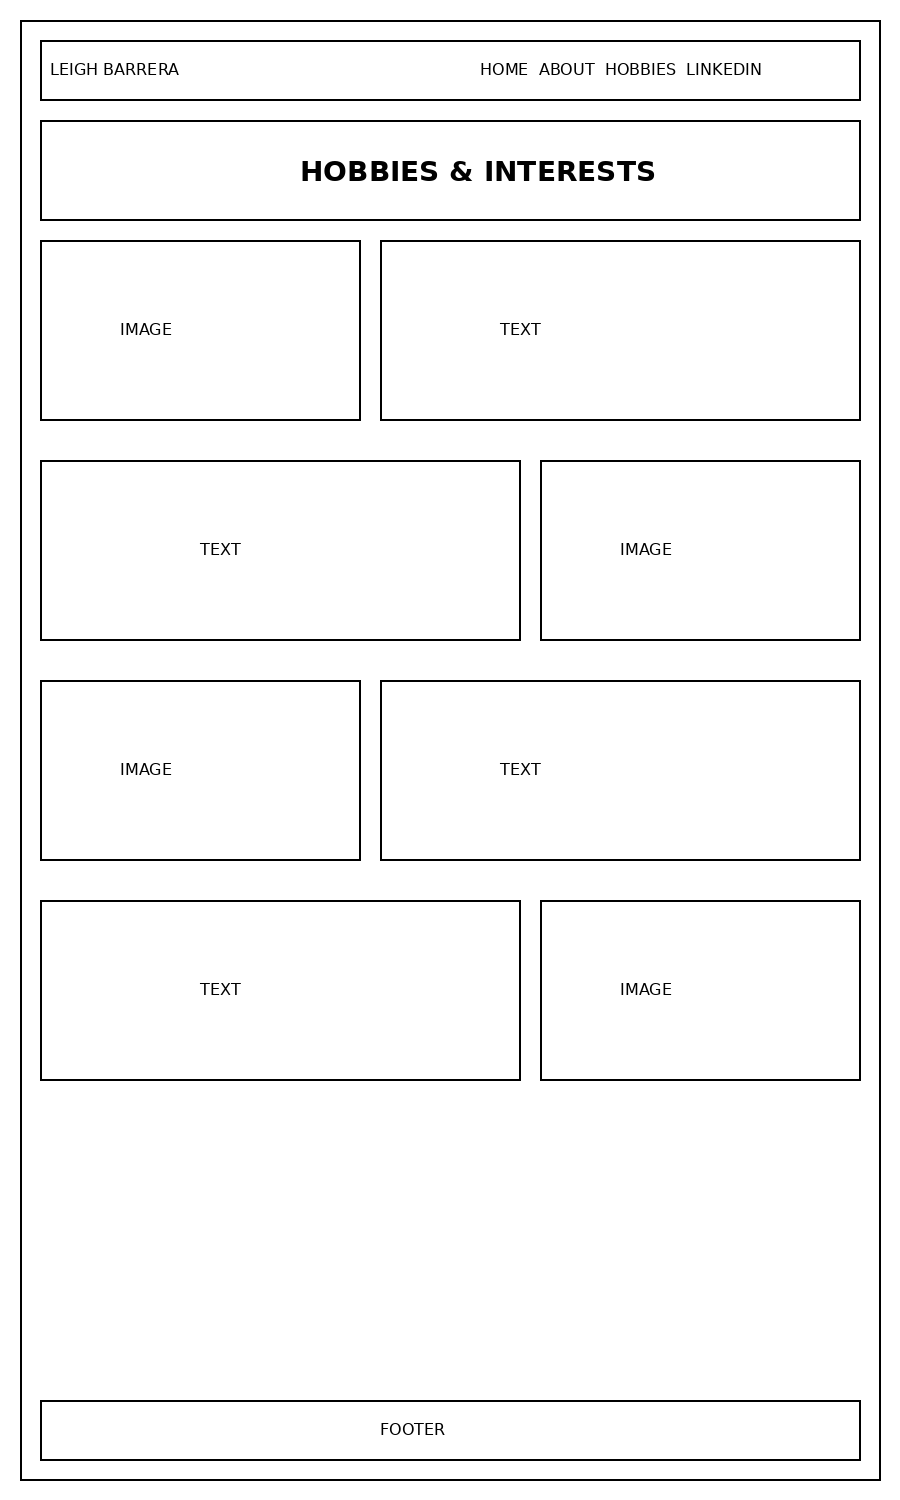 LEIGH BARRERA HOME ABOUT HOBBIES LINKEDIN
HOBBIES & INTERESTS
IMAGE TEXT
TEXT IMAGE
IMAGE TEXT
TEXT IMAGE
FOOTER